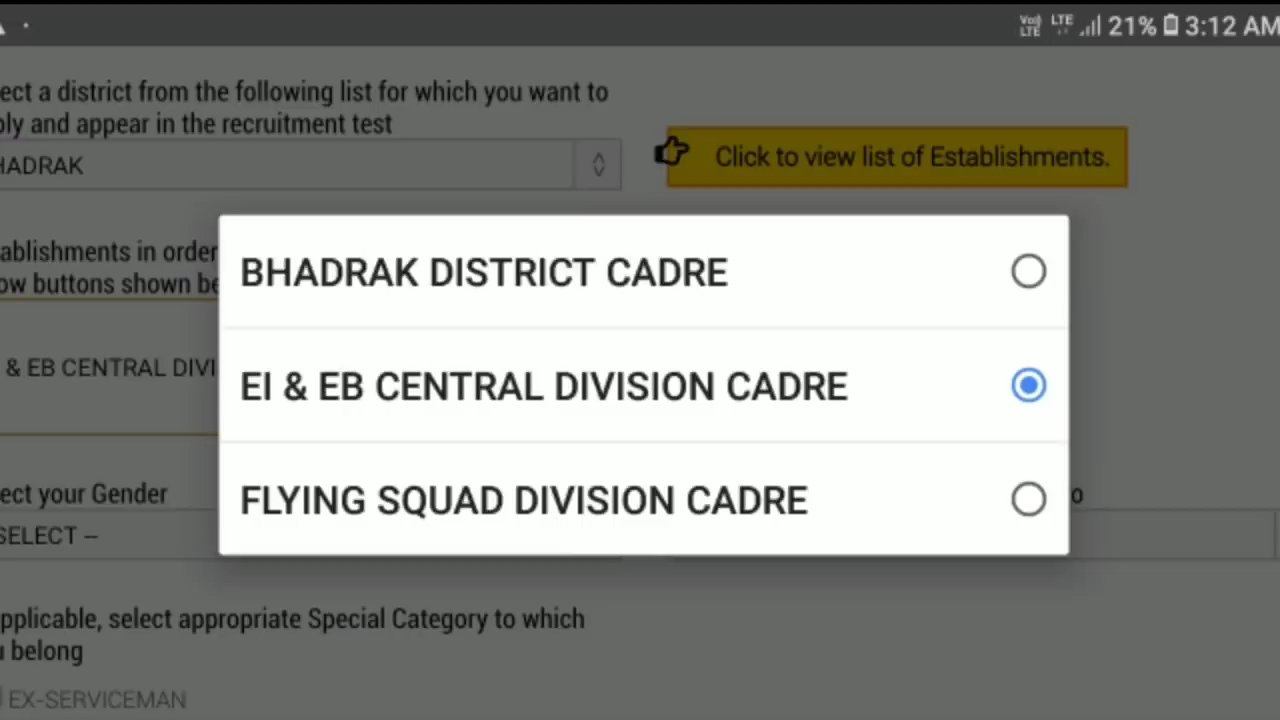 Vo)) LTE LTE 21% 3:12 AM
ect a district from the following list for which you want to
ply and appear in the recruitment test
HADRAK
Click to view list of Establishments.
ablishments in order
ow buttons shown be
BHADRAK DISTRICT CADRE
& EB CENTRAL DIVI
EI & EB CENTRAL DIVISION CADRE
ect your Gender
FLYING SQUAD DIVISION CADRE
SELECT --
pplicable, select appropriate Special Category to which
u belong
EX-SERVICEMAN